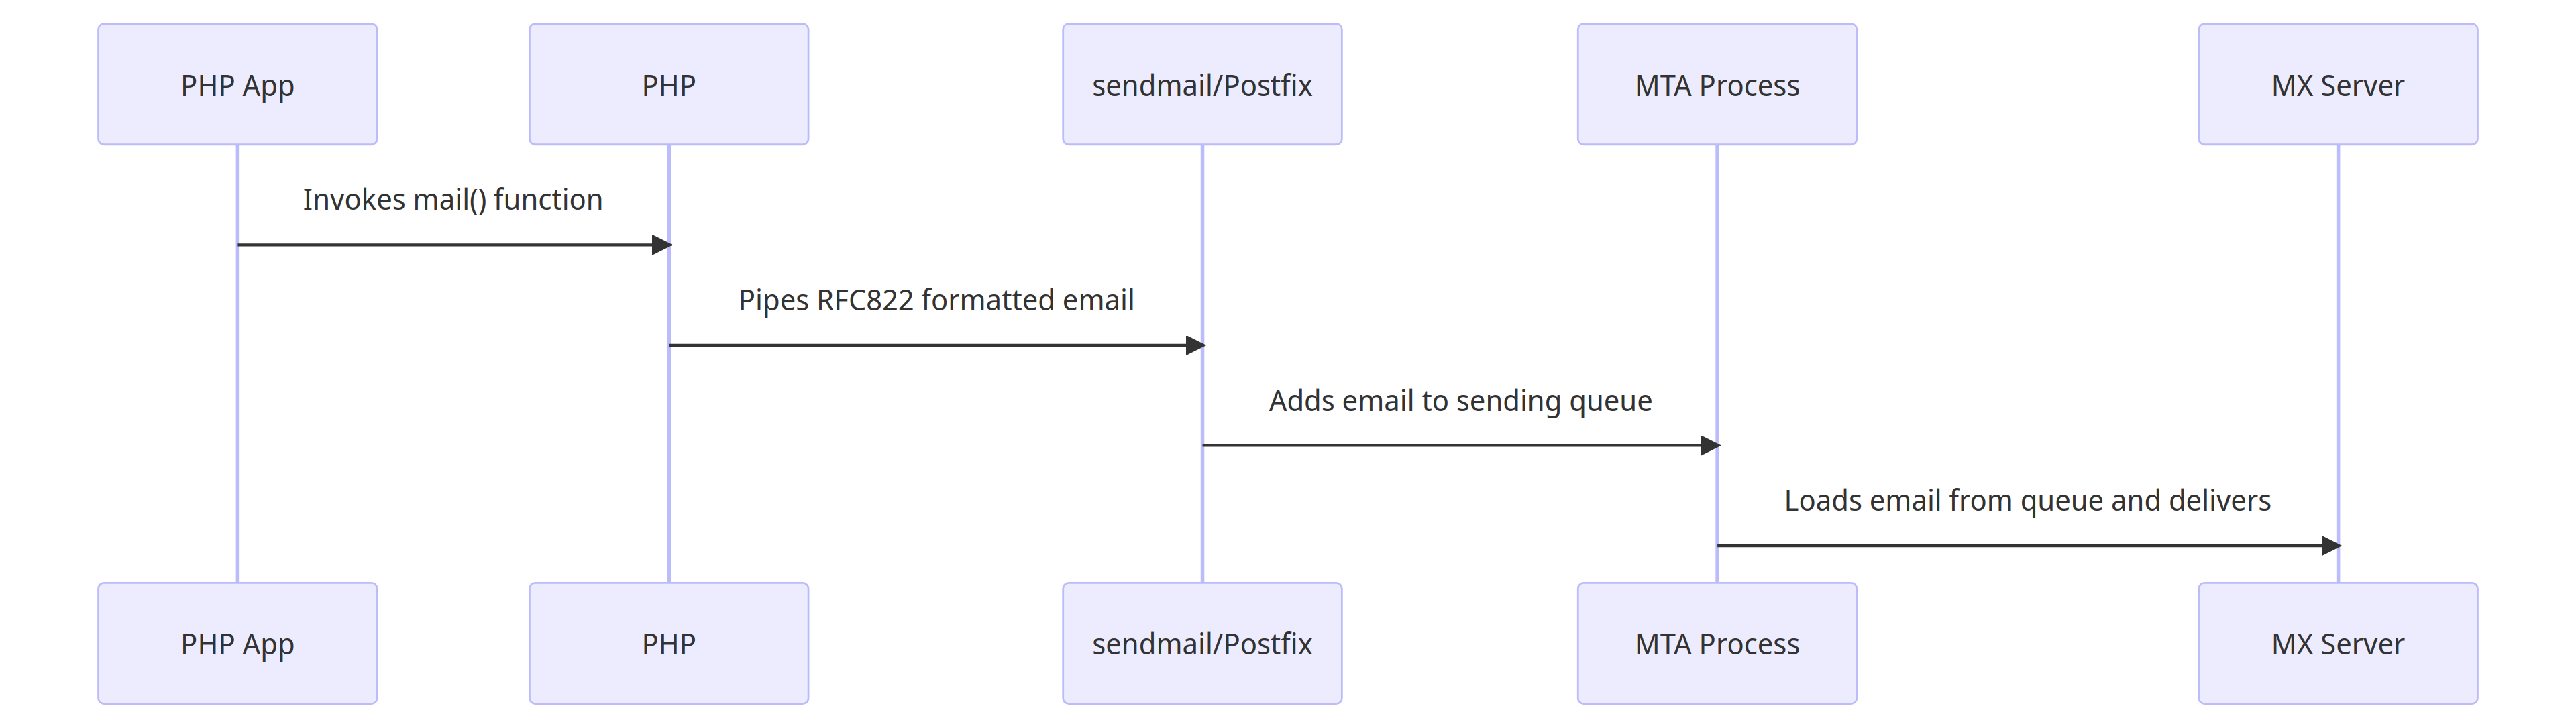 PHP App
PHP
sendmail/Postfix
MTA Process
MX Server
Invokes mail() function
Pipes RFC822 formatted email
Adds email to sending queue
Loads email from queue and delivers
PHP App
PHP
sendmail/Postfix
MTA Process
MX Server